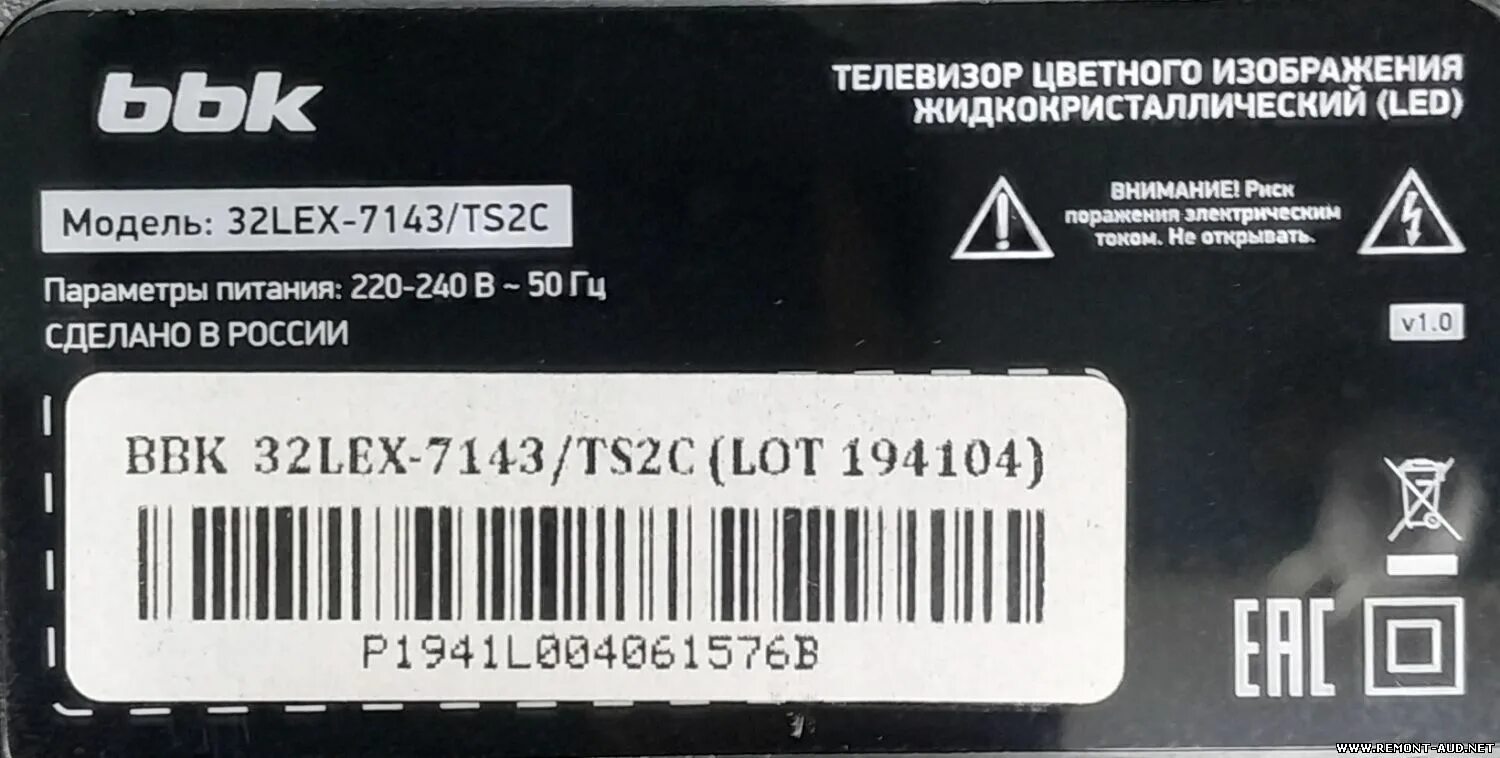 bbk
ТЕЛЕВИЗОР ЦВЕТНОГО ИЗОБРАЖЕНИЯ
ЖИДКОКРИСТАЛЛИЧЕСКИЙ (LED)
Модель: 32LEX-7143/TS2C
ВНИМАНИЕ! Риск
поражения электрическим
током. Не открывать.
Параметры питания: 220-240 В ~ 50 Гц
СДЕЛАНО В РОССИИ
v1.0
BBK 32LEX-7143/TS2C (LOT 194104)
P1941L004061576B
EAC
WWW.REMONT-AUD.NET